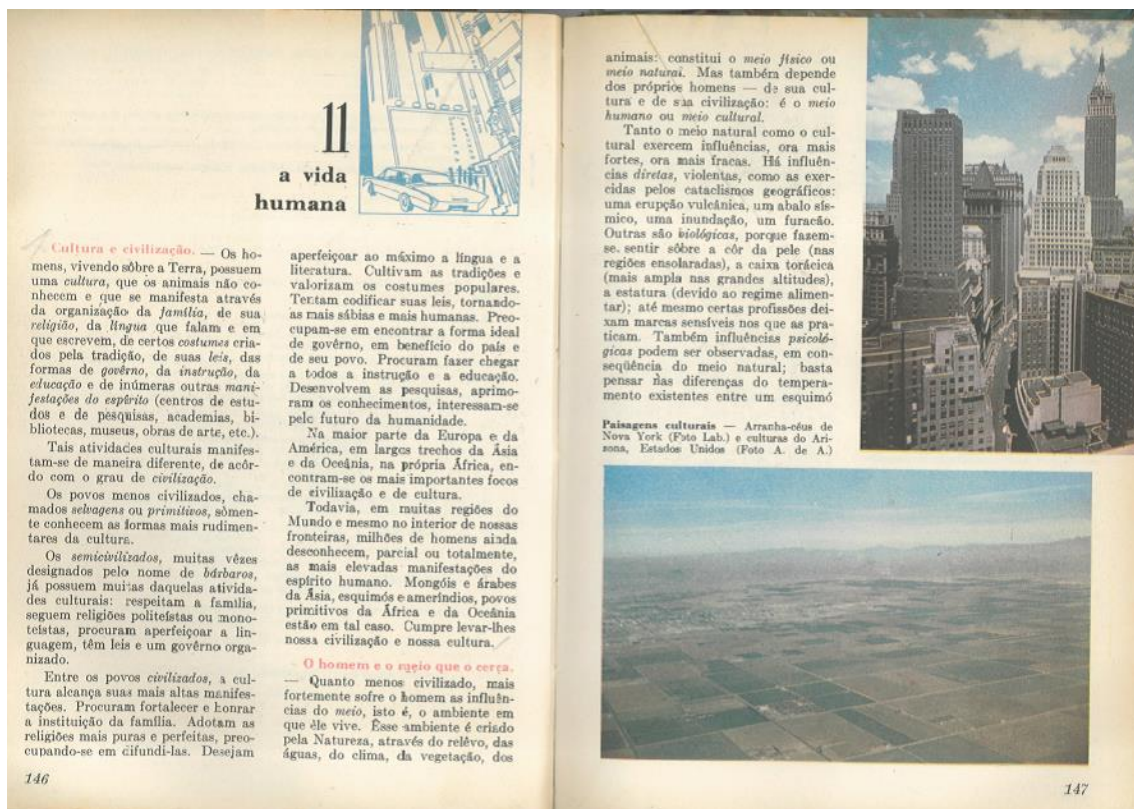 11
a vida
humana
Cultura e civilização. — Os ho-
mens, vivendo sôbre a Terra, possuem
uma cultura, que os animais não co-
nhecem e que se manifesta através
da organização da família, de sua
religião, da língua que falam e em
que escrevem, de certos costumes cria-
dos pela tradição, de suas leis, das
formas de govêrno, da instrução, da
educação e de inúmeras outras mani-
festações do espírito (centros de estu-
dos e de pesquisas, academias, bi-
bliotecas, museus, obras de arte, etc.).
Tais atividades culturais manifes-
tam-se de maneira diferente, de acôr-
do com o grau de civilização.
Os povos menos civilizados, cha-
mados selvagens ou primitivos, sòmen-
te conhecem as formas mais rudimen-
tares da cultura.
Os semicivilizados, muitas vêzes
designados pelo nome de bárbaros,
já possuem muitas daquelas ativida-
des culturais: respeitam a família,
seguem religiões politeístas ou mono-
teístas, procuram aperfeiçoar a lin-
guagem, têm leis e um govêrno orga-
nizado.
Entre os povos civilizados, a cul-
tura alcança suas mais altas manifes-
tações. Procuram fortalecer e honrar
a instituição da família. Adotam as
religiões mais puras e perfeitas, preo-
cupando-se em difundi-las. Desejam
aperfeiçoar ao máximo a língua e a
literatura. Cultivam as tradições e
valorizam os costumes populares.
Tentam codificar suas leis, tornando-
as mais sábias e mais humanas. Preo-
cupam-se em encontrar a forma ideal
de govêrno, em benefício do país e
de seu povo. Procuram fazer chegar
a todos a instrução e a educação.
Desenvolvem as pesquisas, aprimo-
ram os conhecimentos, interessam-se
pelo futuro da humanidade.
Na maior parte da Europa e da
América, em largos trechos da Ásia
e da Oceânia, na própria África, en-
contram-se os mais importantes focos
de civilização e de cultura.
Todavia, em muitas regiões do
Mundo e mesmo no interior de nossas
fronteiras, milhões de homens ainda
desconhecem, parcial ou totalmente,
as mais elevadas manifestações do
espírito humano. Mongóis e árabes
da Ásia, esquimós e ameríndios, povos
primitivos da África e da Oceânia
estão em tal caso. Cumpre levar-lhes
nossa civilização e nossa cultura.
O homem e o meio que o cerca.
— Quanto menos civilizado, mais
fortemente sofre o homem as influên-
cias do meio, isto é, o ambiente em
que êle vive. Êsse ambiente é criado
pela Natureza, através do relêvo, das
águas, do clima, da vegetação, dos
146
animais: constitui o meio físico ou
meio natural. Mas também depende
dos próprios homens — de sua cul-
tura e de sua civilização: é o meio
humano ou meio cultural.
Tanto o meio natural como o cul-
tural exercem influências, ora mais
fortes, ora mais fracas. Há influên-
cias diretas, violentas, como as exer-
cidas pelos cataclismos geográficos:
uma erupção vulcânica, um abalo sís-
mico, uma inundação, um furacão.
Outras são biológicas, porque fazem-
se sentir sôbre a côr da pele (nas
regiões ensolaradas), a caixa torácica
(mais ampla nas grandes altitudes),
a estatura (devido ao regime alimen-
tar); até mesmo certas profissões dei-
xam marcas sensíveis nos que as pra-
ticam. Também influências psicoló-
gicas podem ser observadas, em con-
seqüência do meio natural; basta
pensar nas diferenças do tempera-
mento existentes entre um esquimó
Paisagens culturais — Arranha-céus de
Nova York (Foto Lab.) e culturas do Ari-
zona, Estados Unidos (Foto A. de A.)
147